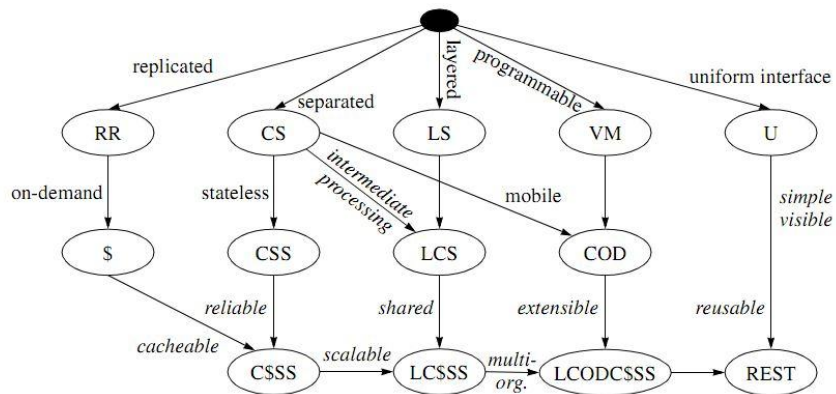 replicated
separated
layered
programmable
uniform interface
RR
CS
LS
VM
U
on-demand
stateless
intermediate
processing
mobile
simple
visible
$
CSS
LCS
COD
cacheable
reliable
shared
extensible
reusable
scalable
multi-
org.
C$SS
LC$SS
LCODC$SS
REST